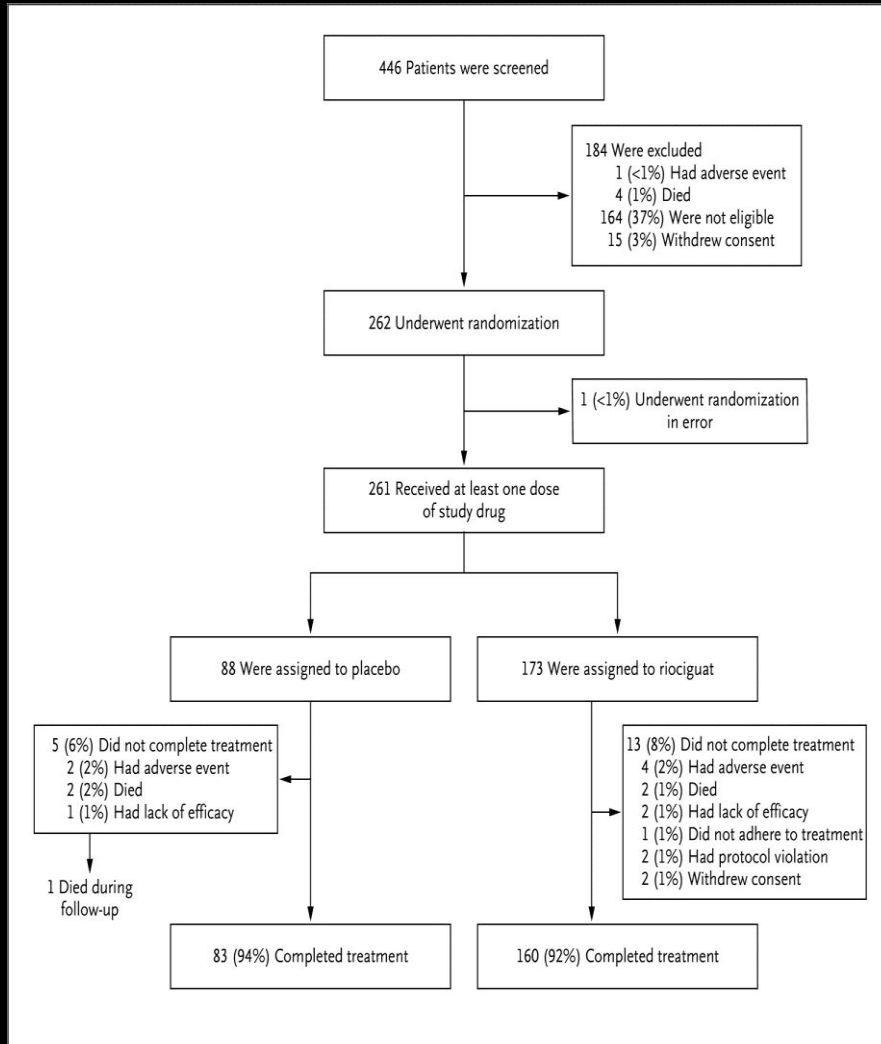 446 Patients were screened
184 Were excluded
1 (<1%) Had adverse event
4 (1%) Died
164 (37%) Were not eligible
15 (3%) Withdrew consent
262 Underwent randomization
1 (<1%) Underwent randomization
in error
261 Received at least one dose
of study drug
88 Were assigned to placebo
173 Were assigned to riociguat
5 (6%) Did not complete treatment
2 (2%) Had adverse event
2 (2%) Died
1 (1%) Had lack of efficacy
13 (8%) Did not complete treatment
4 (2%) Had adverse event
2 (1%) Died
2 (1%) Had lack of efficacy
1 (1%) Did not adhere to treatment
2 (1%) Had protocol violation
2 (1%) Withdrew consent
1 Died during
follow-up
83 (94%) Completed treatment
160 (92%) Completed treatment